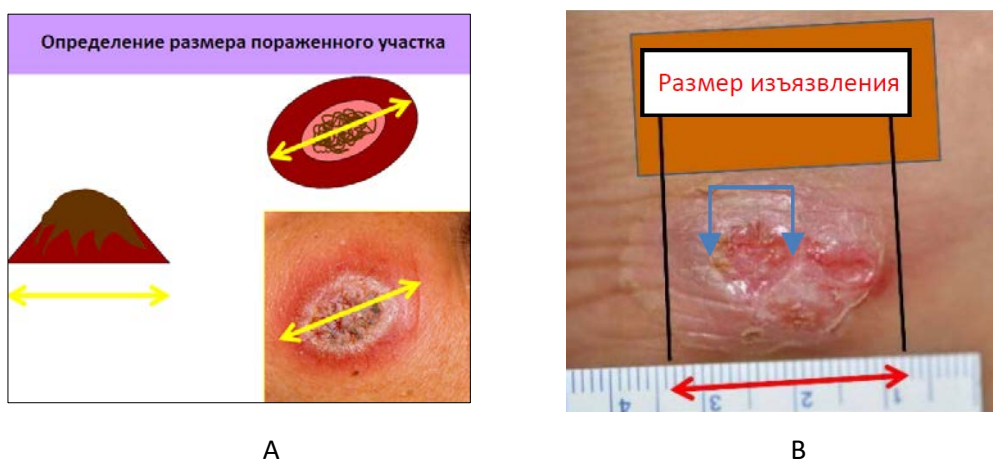 Определение размера пораженного участка
Размер изъязвления
4 3 2 1
A
B